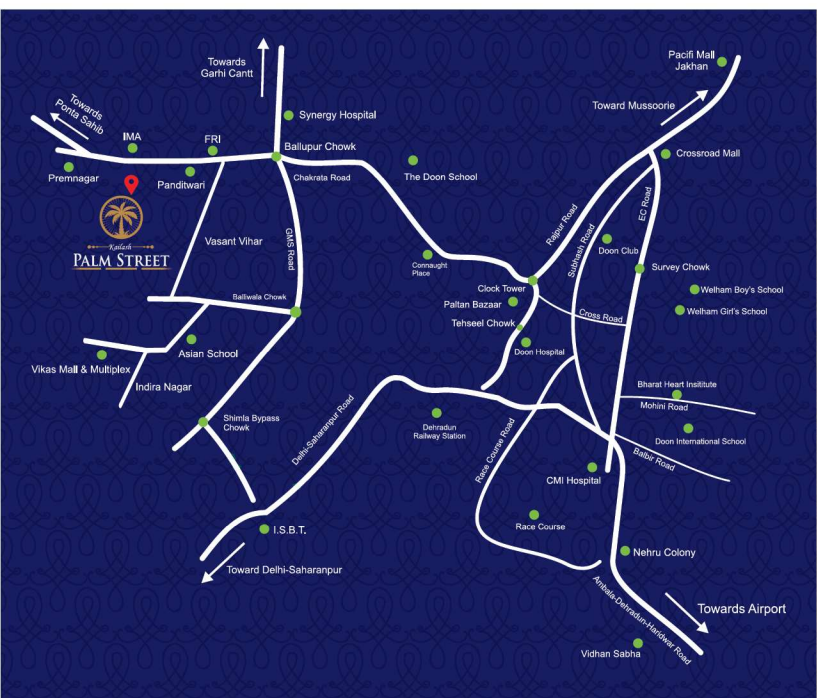 Pacifi Mall
Jakhan
Towards
Garhi Cantt
Toward Mussoorie
Towards
Ponta Sahib
Synergy Hospital
IMA
FRI
Ballupur Chowk
Crossroad Mall
Premnagar
Panditwari
Chakrata Road
The Doon School
EC Road
Rajpur Road
Subhash Road
Kailash
PALM STREET
Vasant Vihar
GMS Road
Doon Club
Connaught
Place
Survey Chowk
Clock Tower
Welham Boy's School
Balliwala Chowk
Paltan Bazaar
Welham Girl's School
Cross Road
Tehseel Chowk
Vikas Mall & Multiplex
Asian School
Doon Hospital
Indira Nagar
Bharat Heart Insititute
Mohini Road
Shimla Bypass
Chowk
Delhi-Saharanpur Road
Dehradun
Railway Station
Race Course Road
Doon International School
Balbir Road
CMI Hospital
I.S.B.T.
Race Course
Nehru Colony
Toward Delhi-Saharanpur
Ambala-Dehradun-Haridwar Road
Towards Airport
Vidhan Sabha